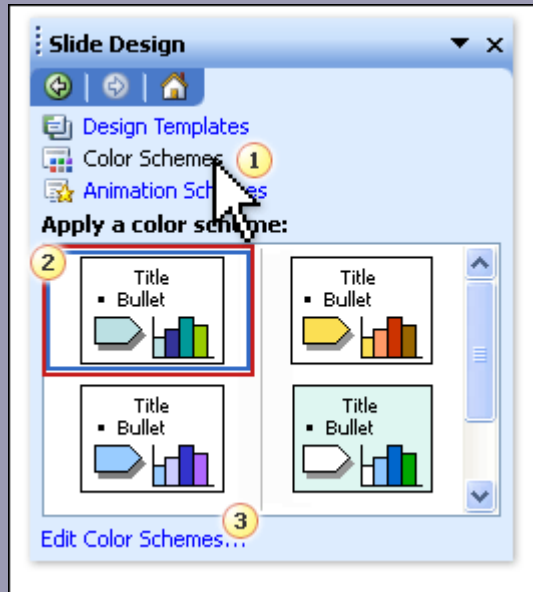 Slide Design
Design Templates
Color Schemes 1
Animation Schemes
Apply a color scheme:
2
Title
▪ Bullet
Title
▪ Bullet
Title
▪ Bullet
Title
▪ Bullet
3
Edit Color Schemes...